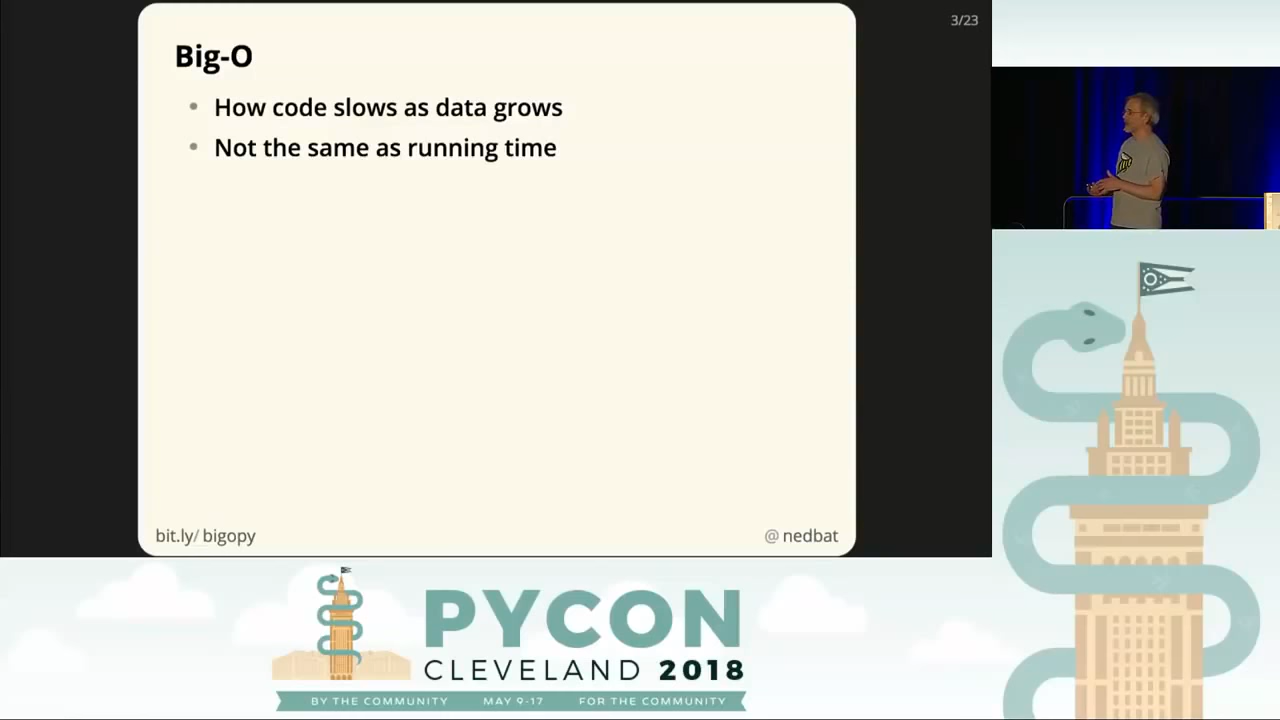 3/23
Big-O
• How code slows as data grows
• Not the same as running time
bit.ly/bigopy
@nedbat
PYCON
CLEVELAND 2018
BY THE COMMUNITY MAY 9-17 FOR THE COMMUNITY